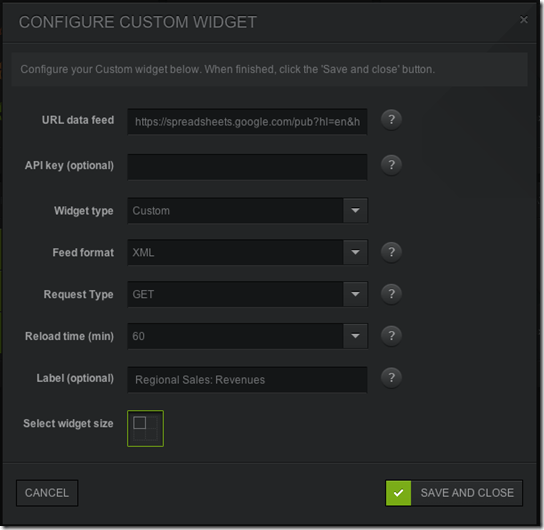 CONFIGURE CUSTOM WIDGET ×
Configure your Custom widget below. When finished, click the 'Save and close' button.
URL data feed https://spreadsheets.google.com/pub?hl=en&h ?
API key (optional) ?
Widget type Custom
Feed format XML ?
Request Type GET ?
Reload time (min) 60 ?
Label (optional) Regional Sales: Revenues ?
Select widget size
CANCEL SAVE AND CLOSE